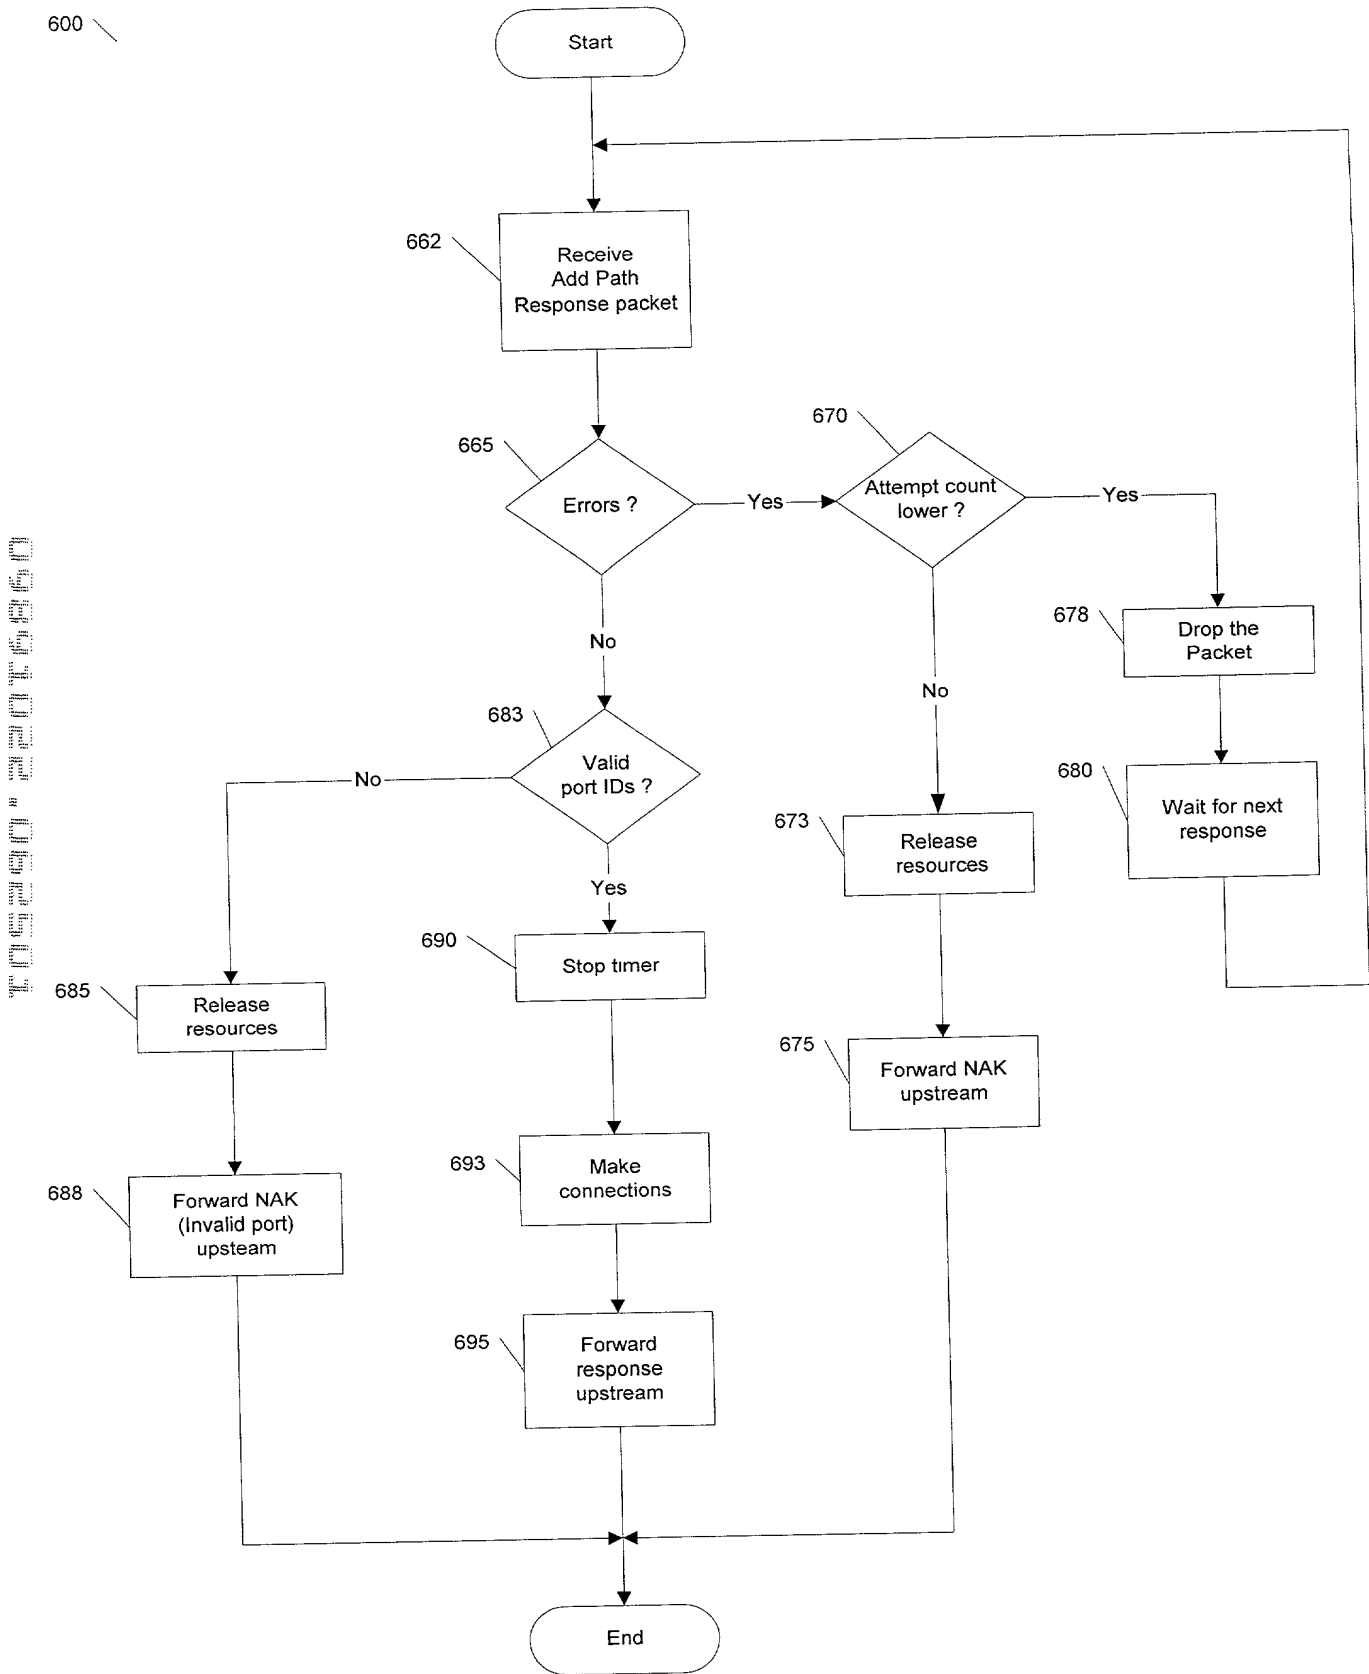 600
Start
662
Receive
Add Path
Response packet
665
Errors ?
Yes
670
Attempt count
lower ?
Yes
678
Drop the
Packet
680
Wait for next
response
No
673
Release
resources
675
Forward NAK
upstream
No
683
Valid
port IDs ?
No
685
Release
resources
688
Forward NAK
(Invalid port)
upsteam
Yes
690
Stop timer
693
Make
connections
695
Forward
response
upstream
End